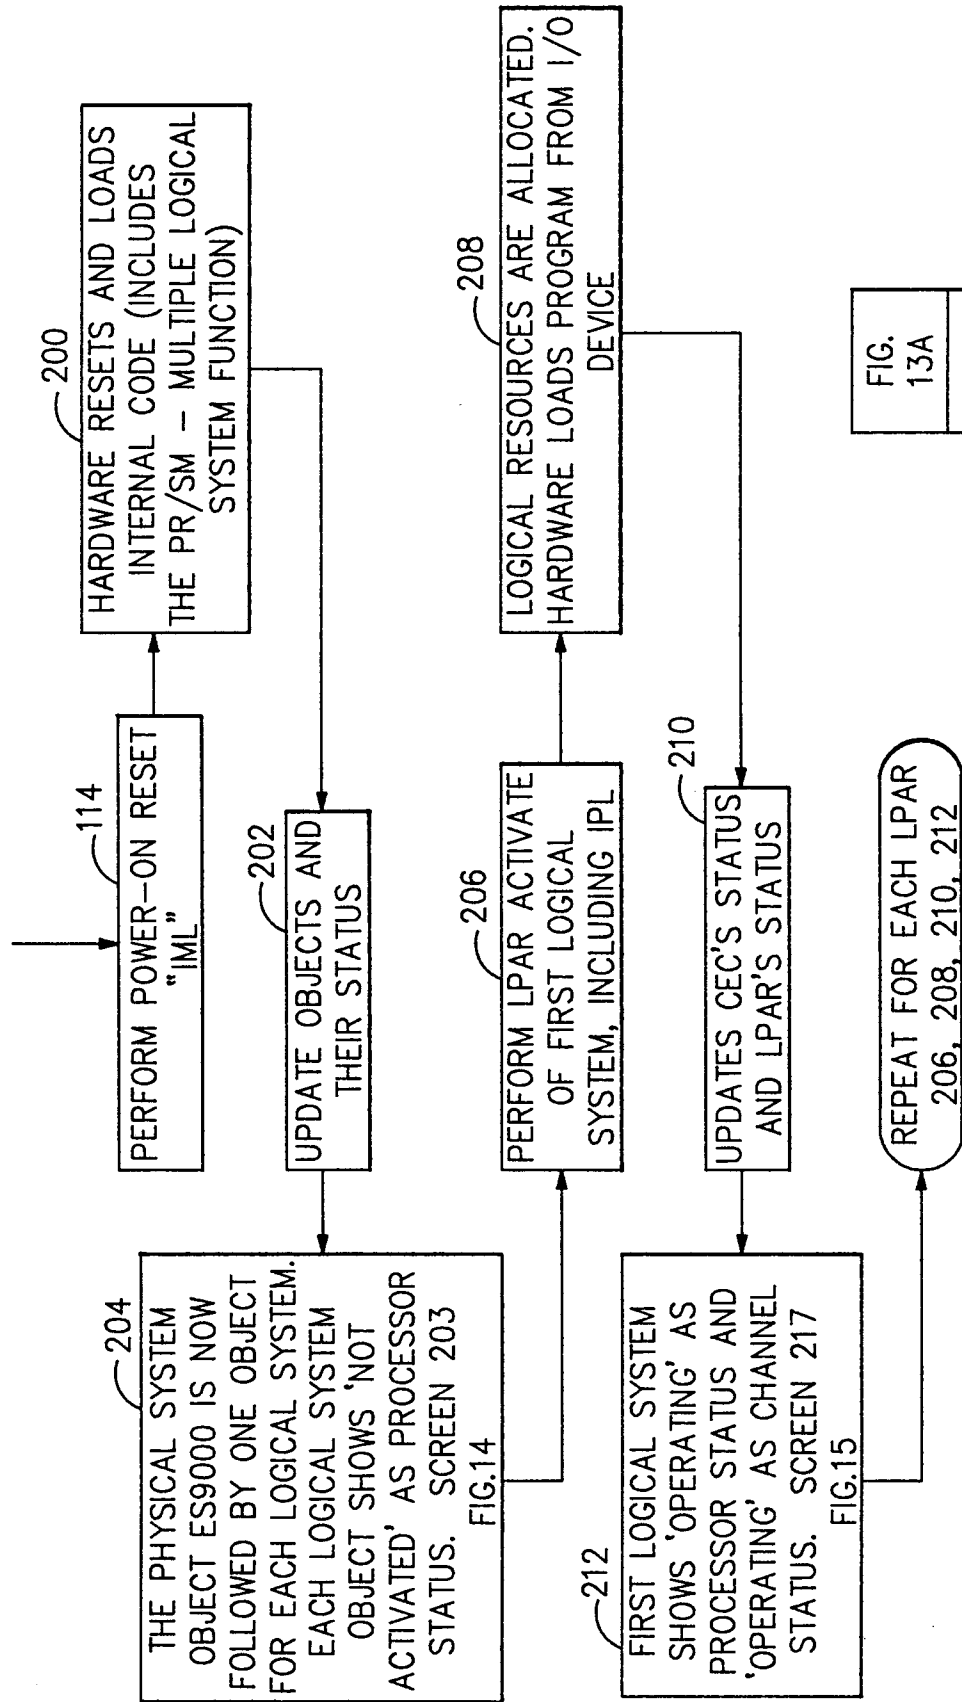 114
PERFORM POWER-ON RESET
"IML"
200
HARDWARE RESETS AND LOADS
INTERNAL CODE (INCLUDES
THE PR/SM - MULTIPLE LOGICAL
SYSTEM FUNCTION)
202
UPDATE OBJECTS AND
THEIR STATUS
204
THE PHYSICAL SYSTEM
OBJECT ES9000 IS NOW
FOLLOWED BY ONE OBJECT
FOR EACH LOGICAL SYSTEM.
EACH LOGICAL SYSTEM
OBJECT SHOWS 'NOT
ACTIVATED' AS PROCESSOR
STATUS. SCREEN 203
FIG.14
206
PERFORM LPAR ACTIVATE
OF FIRST LOGICAL
SYSTEM, INCLUDING IPL
208
LOGICAL RESOURCES ARE ALLOCATED.
HARDWARE LOADS PROGRAM FROM I/O
DEVICE
210
UPDATES CEC'S STATUS
AND LPAR'S STATUS
212
FIRST LOGICAL SYSTEM
SHOWS 'OPERATING' AS
PROCESSOR STATUS AND
'OPERATING' AS CHANNEL
STATUS. SCREEN 217
FIG.15
REPEAT FOR EACH LPAR
206, 208, 210, 212
FIG.
13A